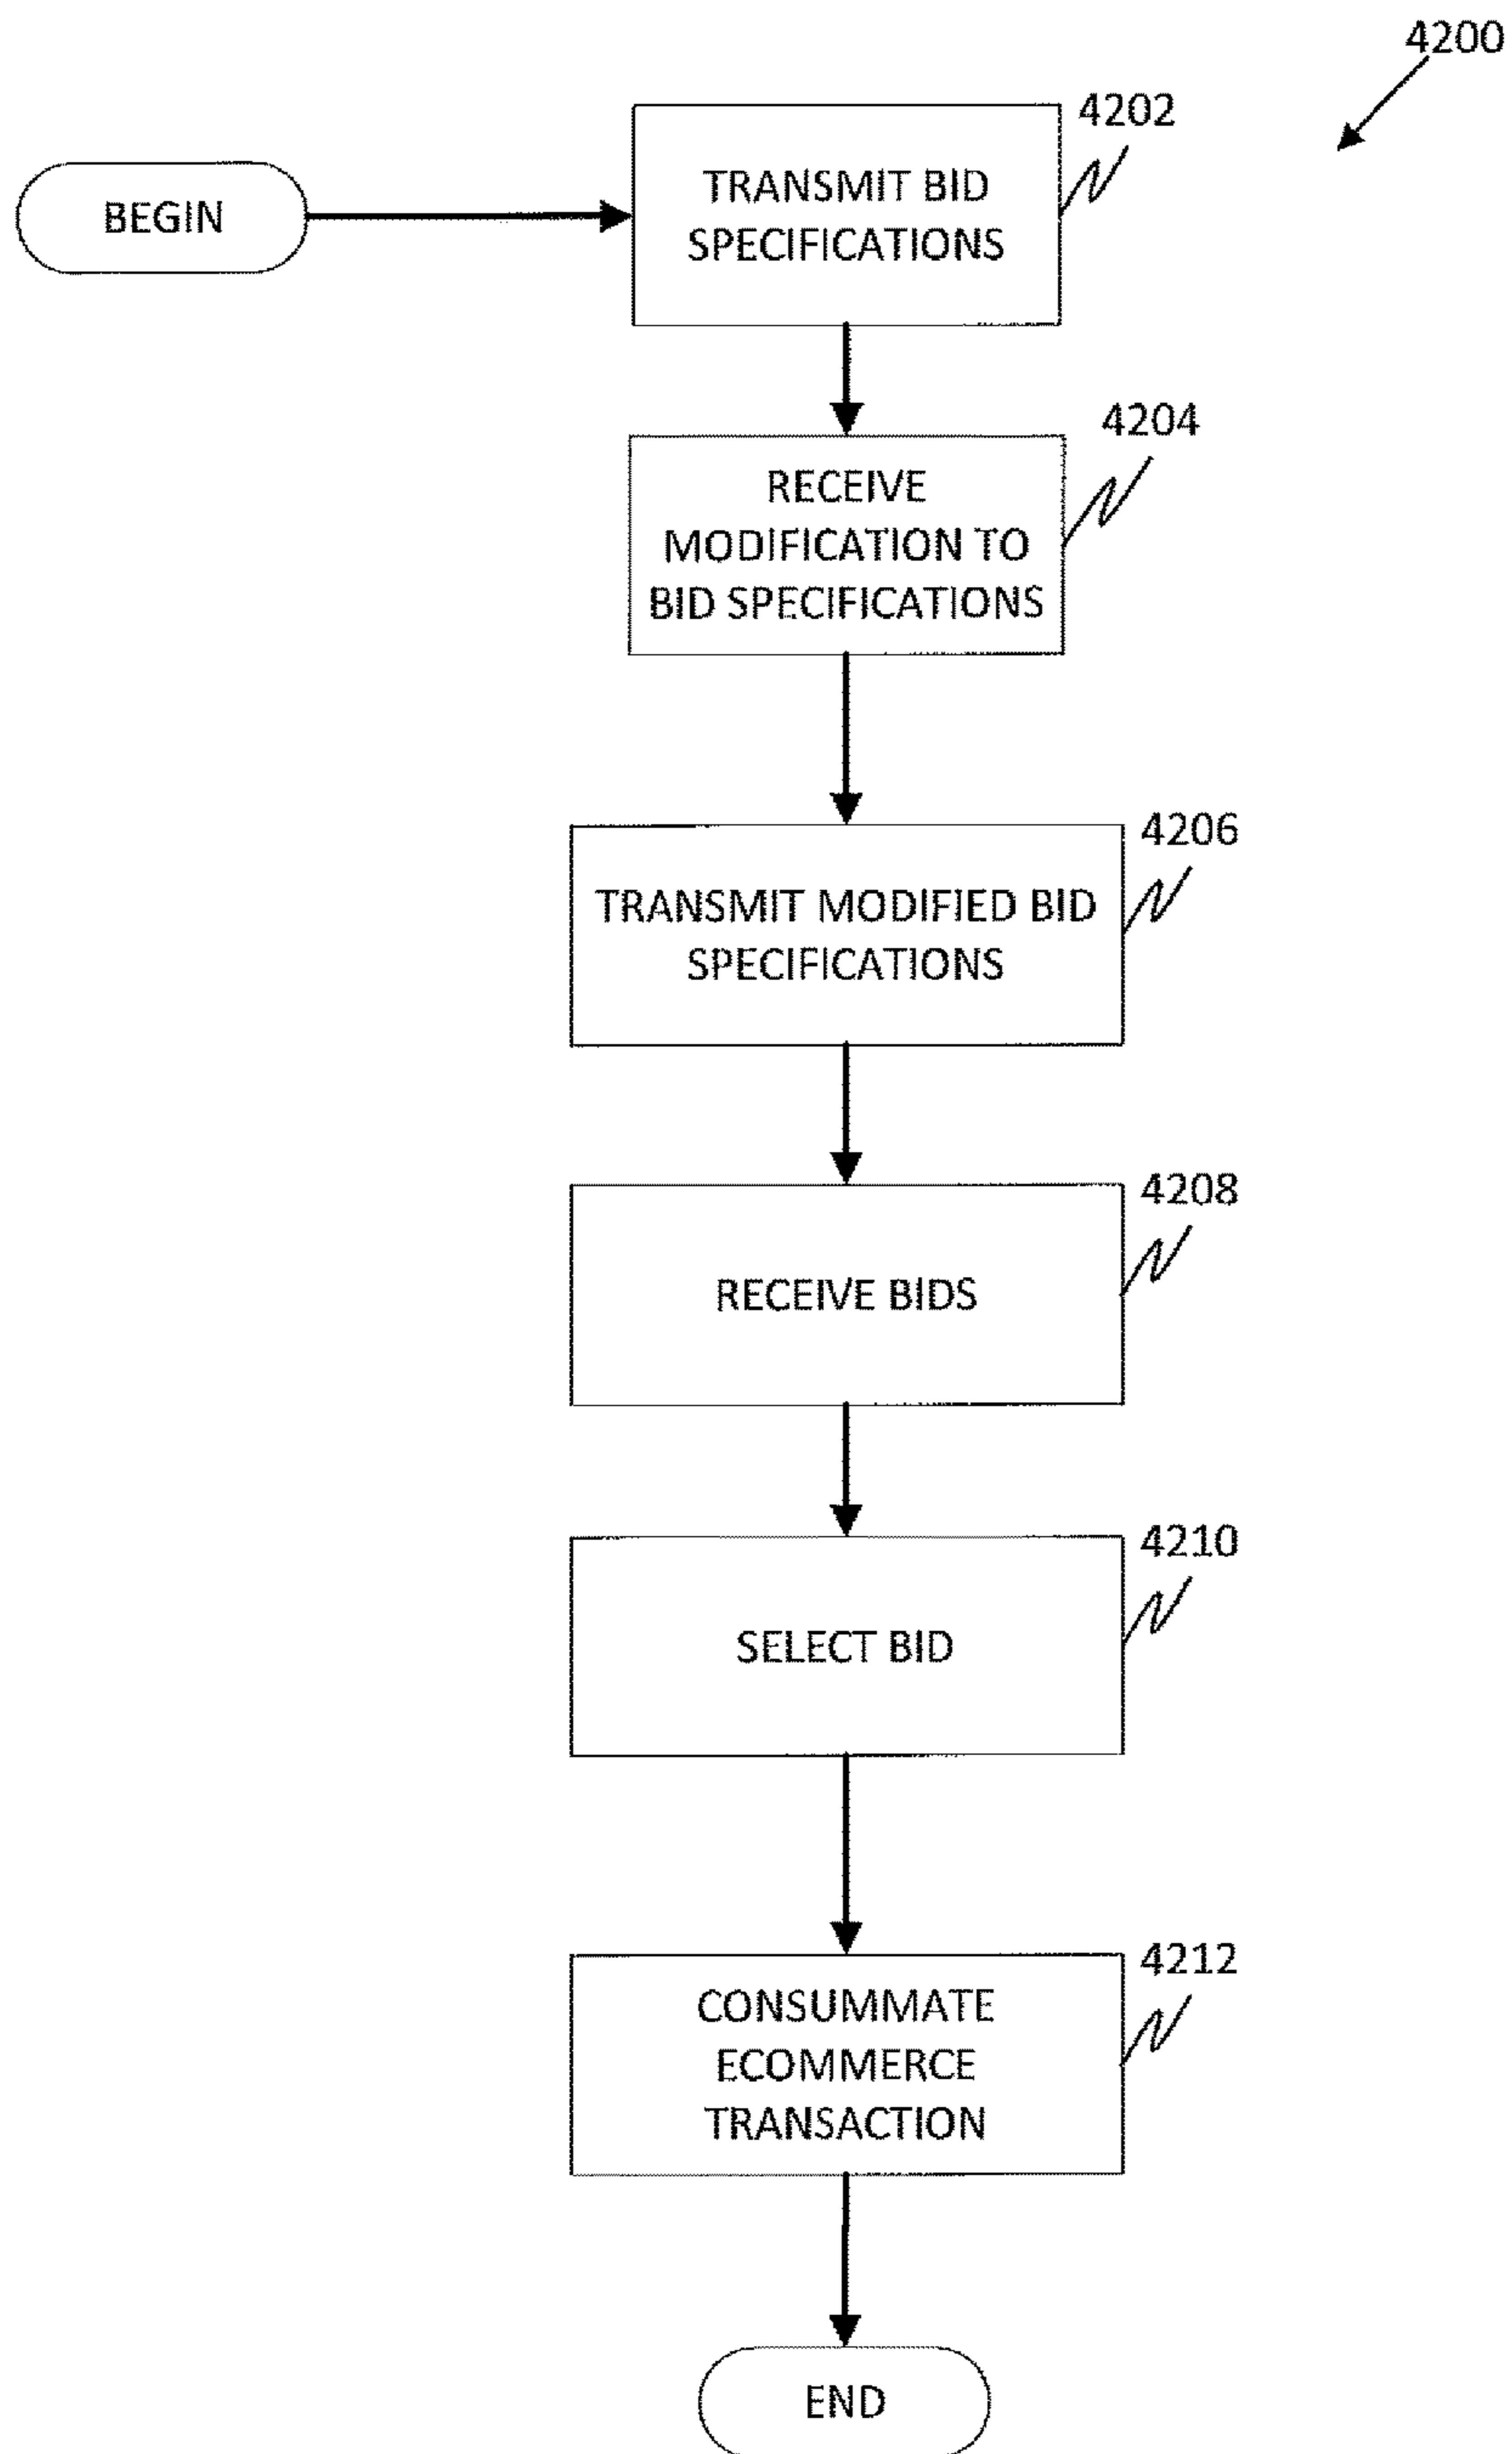 4200
4202
BEGIN
TRANSMIT BID
SPECIFICATIONS
4204
RECEIVE
MODIFICATION TO
BID SPECIFICATIONS
4206
TRANSMIT MODIFIED BID
SPECIFICATIONS
4208
RECEIVE BIDS
4210
SELECT BID
4212
CONSUMMATE
ECOMMERCE
TRANSACTION
END